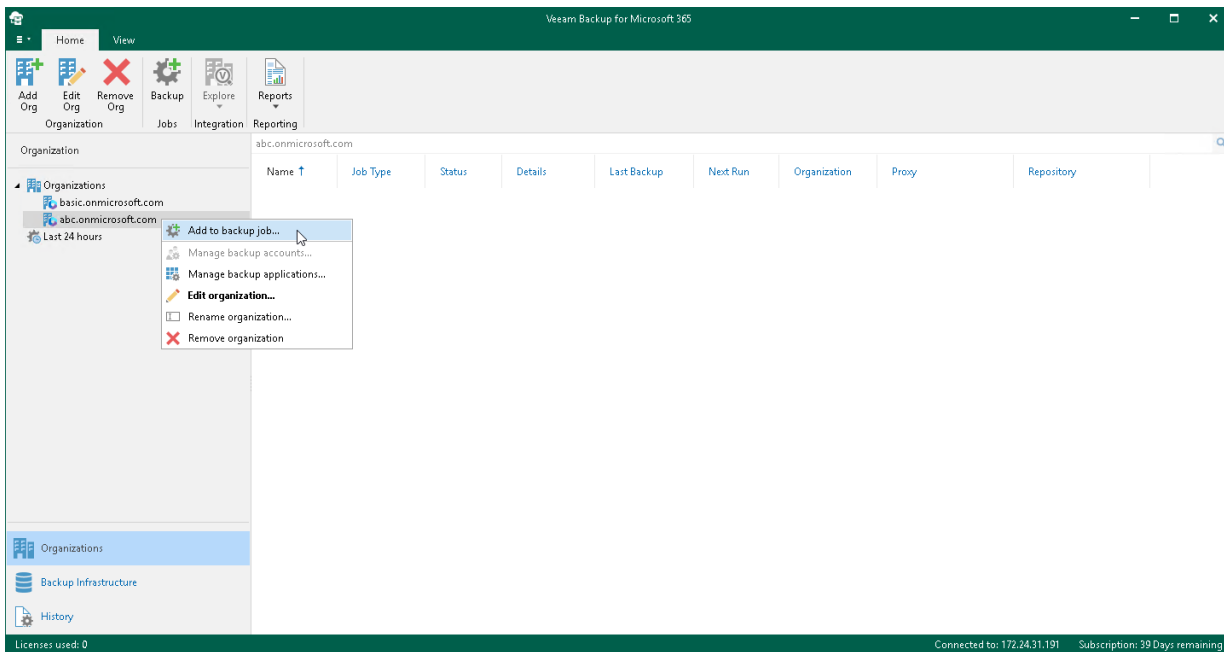 Veeam Backup for Microsoft 365
Home View
Add Org Edit Org Remove Org Backup Explore Reports
Organization Jobs Integration Reporting
Organization
abc.onmicrosoft.com
Name Job Type Status Details Last Backup Next Run Organization Proxy Repository
Organizations
basic.onmicrosoft.com
abc.onmicrosoft.com
Last 24 hours
Add to backup job...
Manage backup accounts...
Manage backup applications...
Edit organization...
Rename organization...
Remove organization
Organizations
Backup Infrastructure
History
Licenses used: 0 Connected to: 172.24.31.191 Subscription: 39 Days remaining